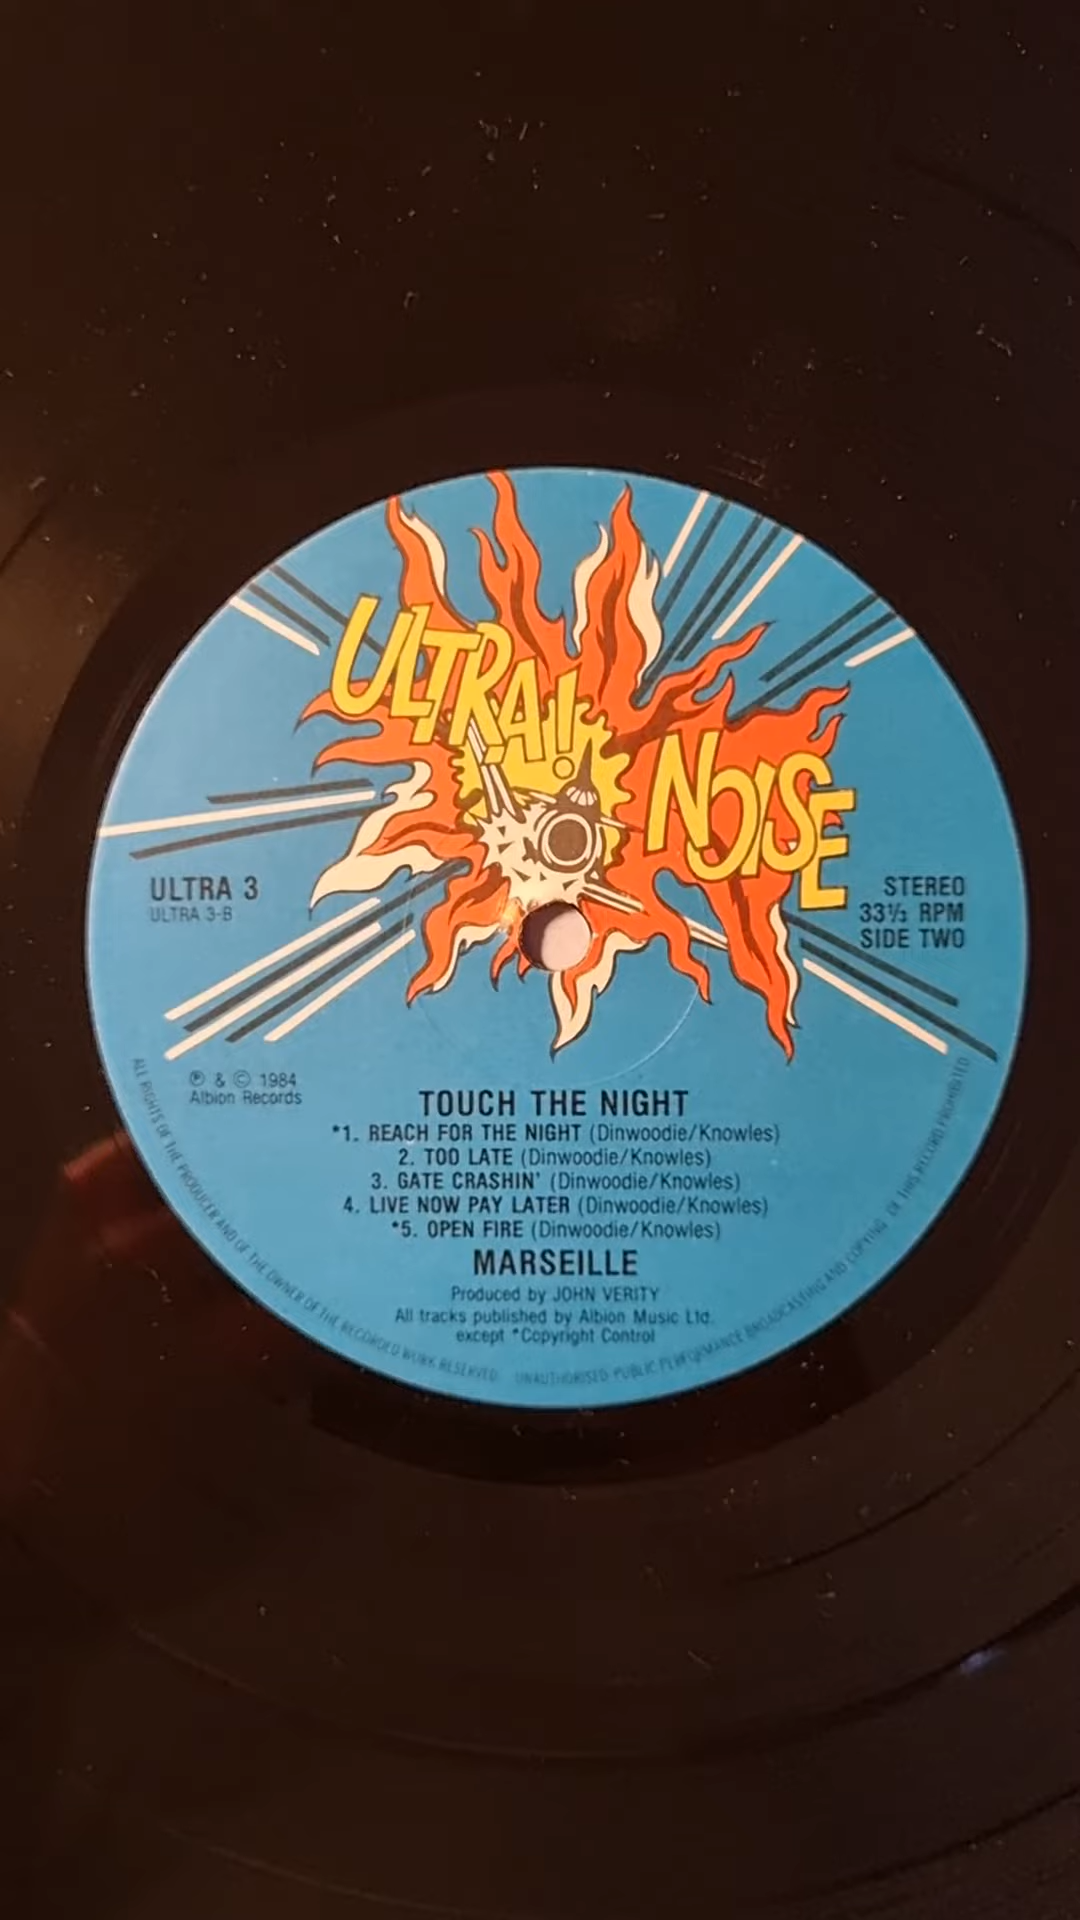 ULTRA!
NOISE
ULTRA 3
ULTRA 3-B
STEREO
33⅓ RPM
SIDE TWO
℗ & © 1984
Albion Records
TOUCH THE NIGHT
*1. REACH FOR THE NIGHT (Dinwoodie/Knowles)
2. TOO LATE (Dinwoodie/Knowles)
3. GATE CRASHIN' (Dinwoodie/Knowles)
4. LIVE NOW PAY LATER (Dinwoodie/Knowles)
*5. OPEN FIRE (Dinwoodie/Knowles)
MARSEILLE
Produced by JOHN VERITY
All tracks published by Albion Music Ltd.
except *Copyright Control
ALL RIGHTS OF THE PRODUCER AND OF THE OWNER OF THE RECORDED WORK RESERVED. UNAUTHORISED PUBLIC PERFORMANCE BROADCASTING AND COPYING OF THIS RECORD PROHIBITED